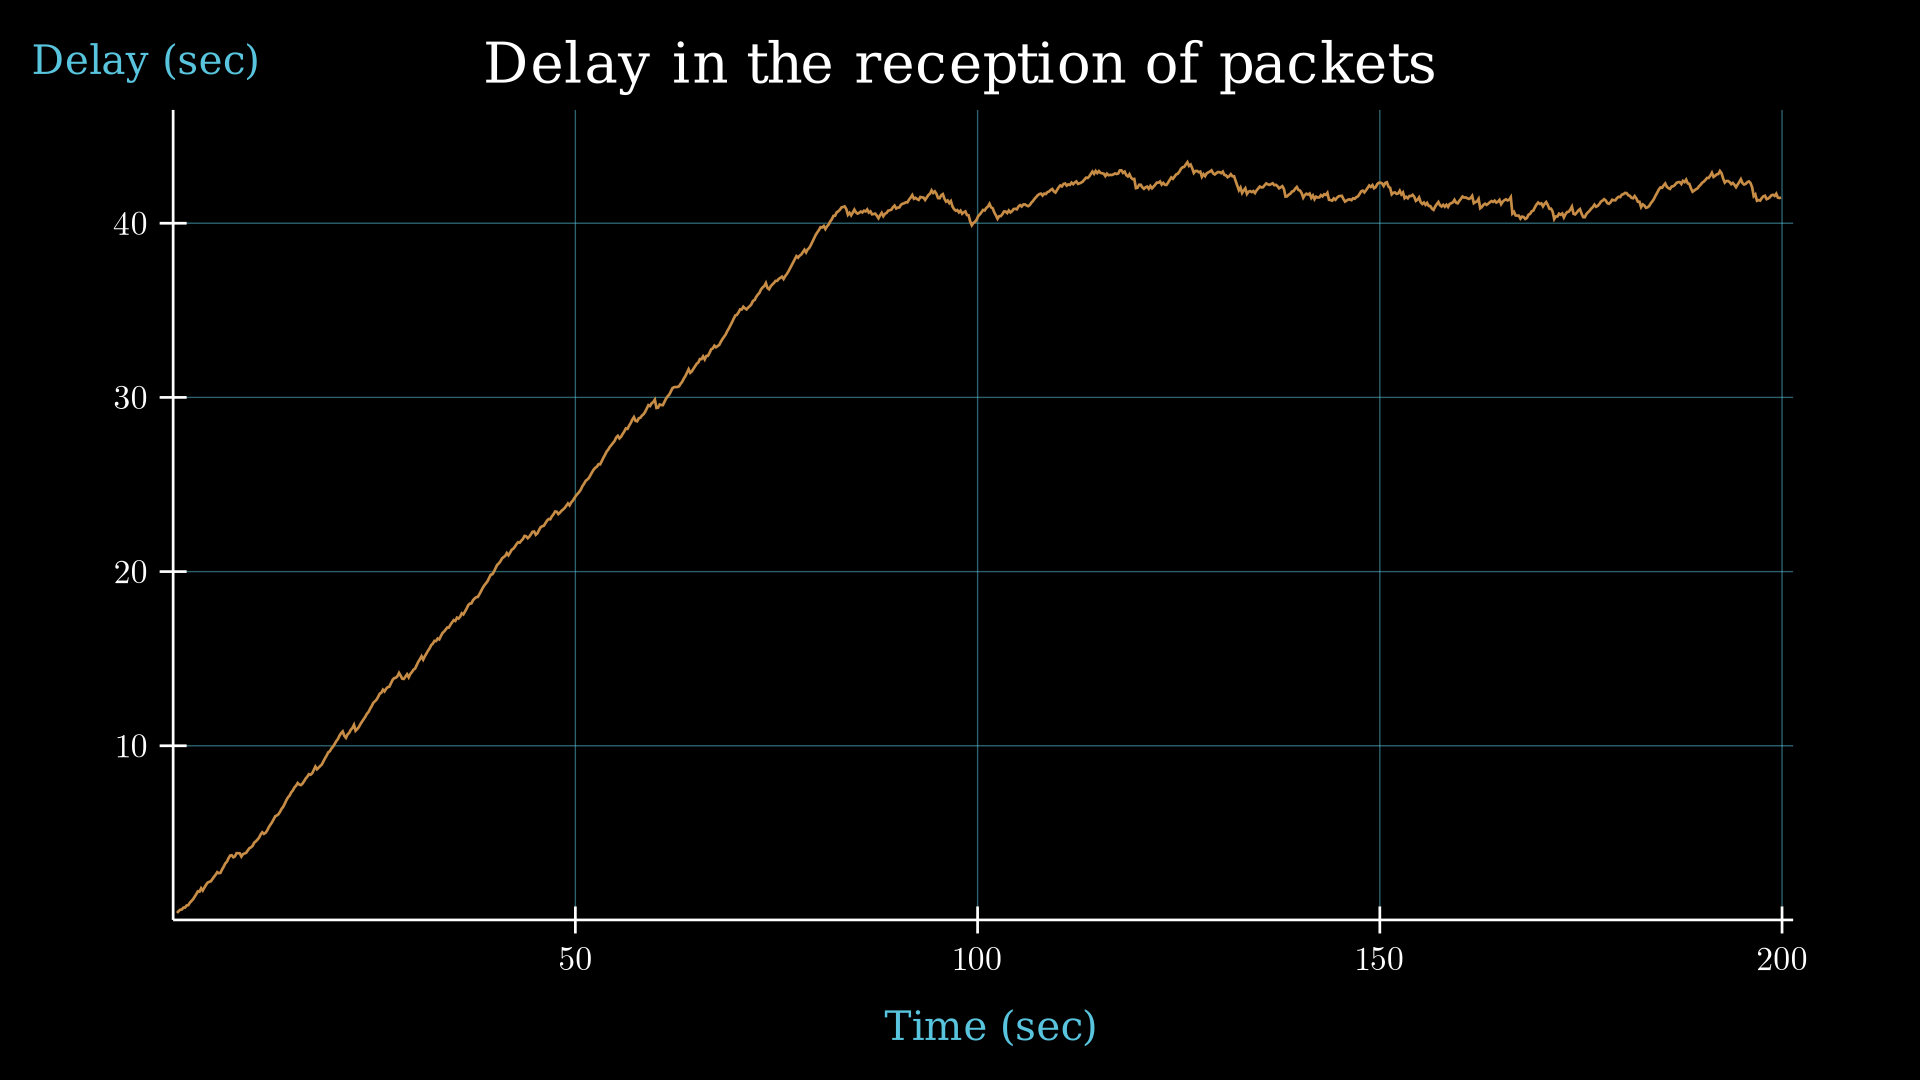 Delay (sec)
Delay in the reception of packets
40
30
20
10
50 100 150 200
Time (sec)